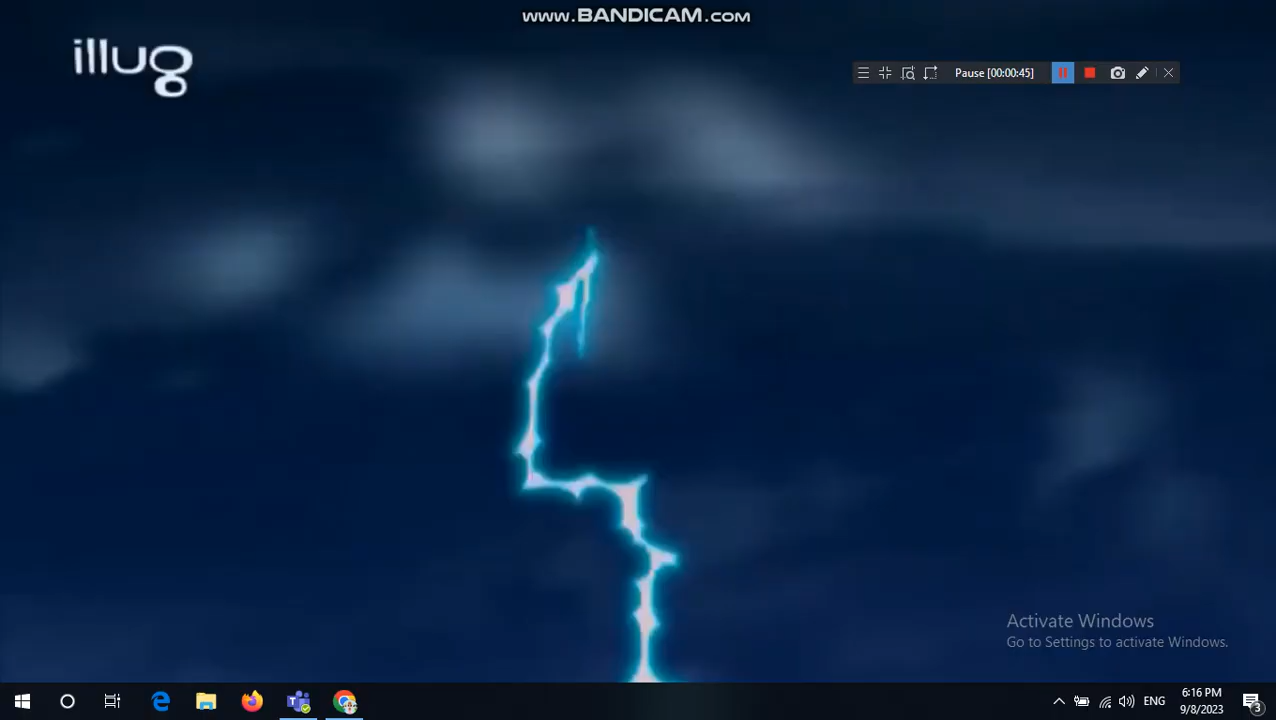 www.BANDICAM.com
illug
Pause [00:00:45]
Activate Windows
Go to Settings to activate Windows.
ENG
6:16 PM
9/8/2023
3